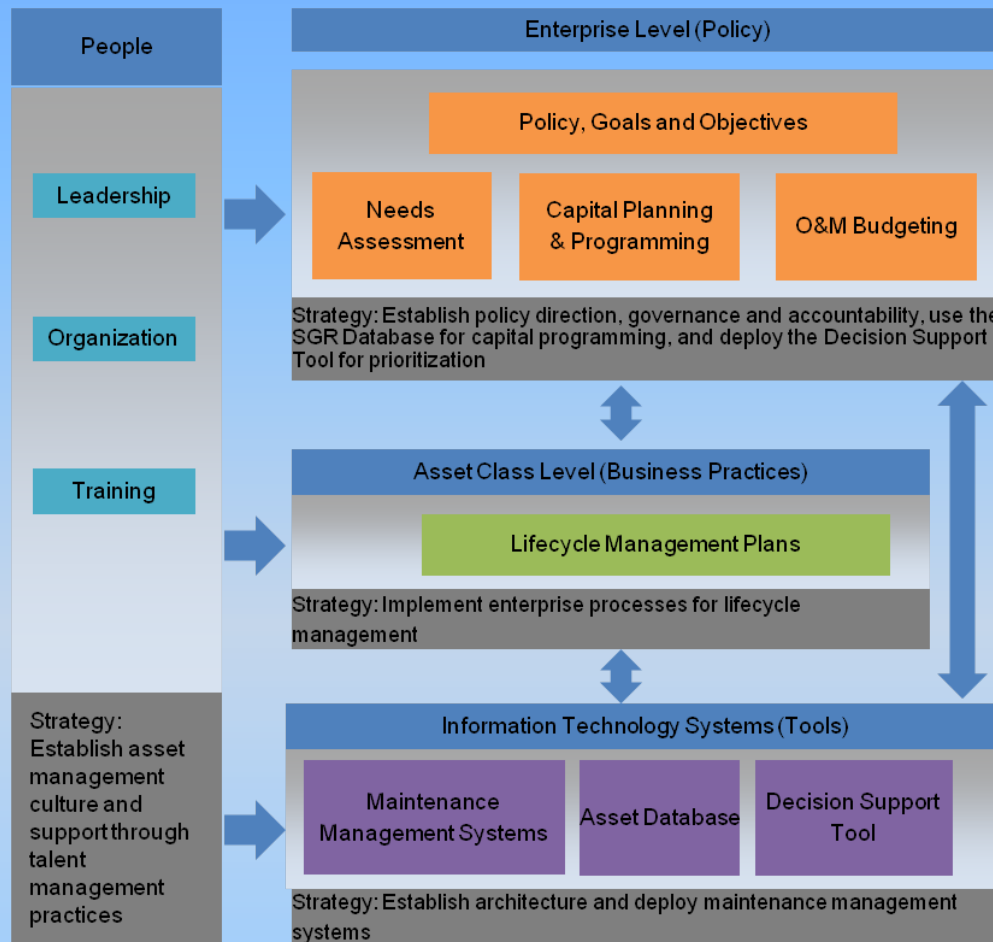 People
Leadership
Organization
Training
Strategy:
Establish asset
management
culture and
support through
talent
management
practices
Enterprise Level (Policy)
Policy, Goals and Objectives
Needs
Assessment
Capital Planning
& Programming
O&M Budgeting
Strategy: Establish policy direction, governance and accountability, use the
SGR Database for capital programming, and deploy the Decision Support
Tool for prioritization
Asset Class Level (Business Practices)
Lifecycle Management Plans
Strategy: Implement enterprise processes for lifecycle
management
Information Technology Systems (Tools)
Maintenance
Management Systems
Asset Database
Decision Support
Tool
Strategy: Establish architecture and deploy maintenance management
systems